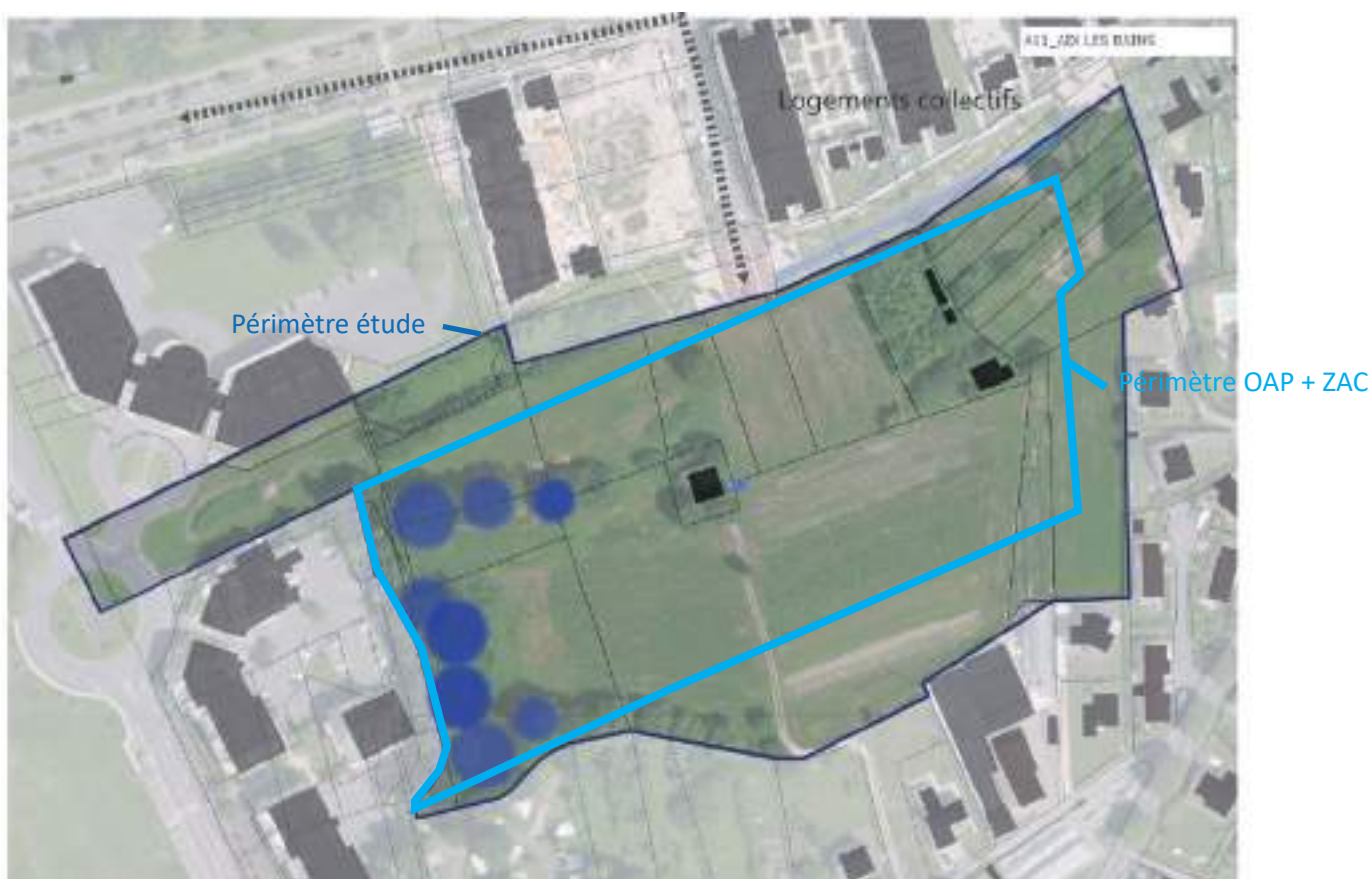 A11_AIX LES BAINS
Logements collectifs
Périmètre étude
Périmètre OAP + ZAC